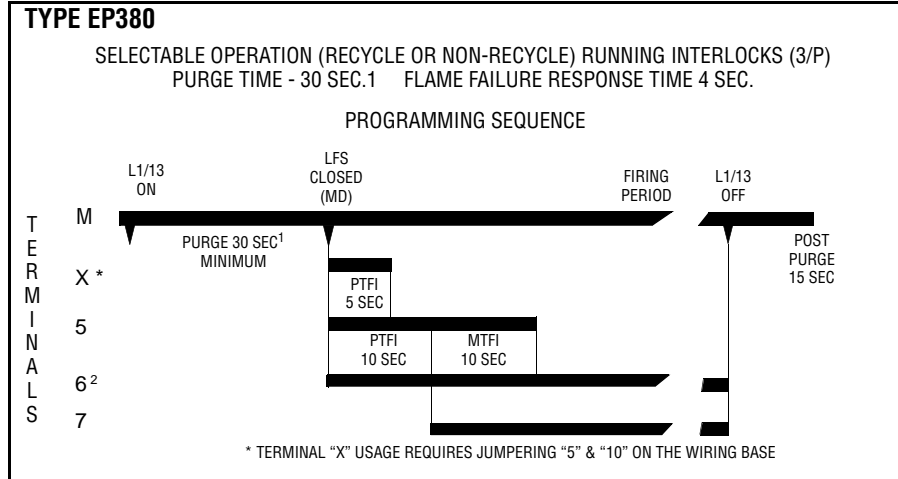 TYPE EP380
SELECTABLE OPERATION (RECYCLE OR NON-RECYCLE) RUNNING INTERLOCKS (3/P)
PURGE TIME - 30 SEC.1 FLAME FAILURE RESPONSE TIME 4 SEC.
PROGRAMMING SEQUENCE
L1/13
ON
LFS
CLOSED
(MD)
FIRING
PERIOD
L1/13
OFF
TERMINALS
M
PURGE 30 SEC¹
MINIMUM
POST
PURGE
15 SEC
X *
PTFI
5 SEC
5
PTFI
10 SEC
MTFI
10 SEC
6 ²
7
* TERMINAL “X” USAGE REQUIRES JUMPERING “5” & “10” ON THE WIRING BASE